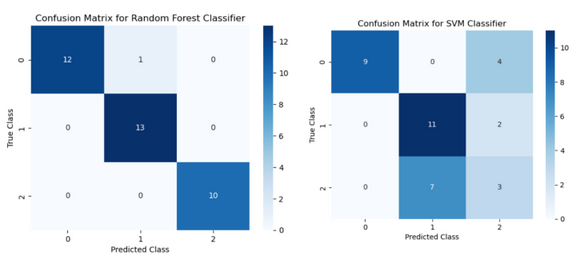 Confusion Matrix for Random Forest Classifier
True Class
0
1
2
12 1 0
0 13 0
0 0 10
0 1 2
Predicted Class
12
10
8
6
4
2
0
Confusion Matrix for SVM Classifier
True Class
0
1
2
9 0 4
0 11 2
0 7 3
0 1 2
Predicted Class
10
8
6
4
2
0